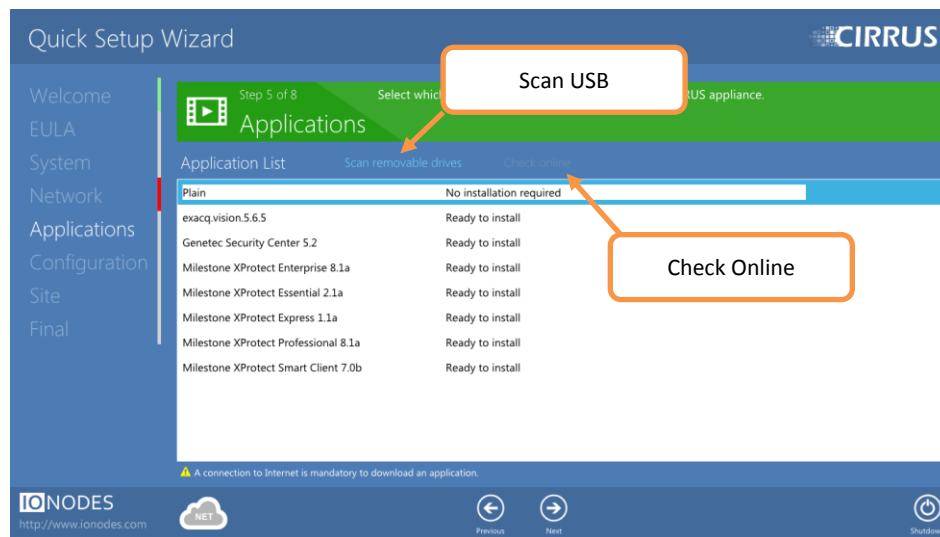 Quick Setup Wizard
CIRRUS
Scan USB
Welcome
EULA
System
Network
Applications
Configuration
Site
Final
Step 5 of 8
Select which
RUS appliance.
Applications
Application List
Scan removable drives
Check online
Plain
No installation required
exacq.vision.5.6.5
Ready to install
Genetec Security Center 5.2
Ready to install
Milestone XProtect Enterprise 8.1a
Ready to install
Milestone XProtect Essential 2.1a
Ready to install
Milestone XProtect Express 1.1a
Ready to install
Milestone XProtect Professional 8.1a
Ready to install
Milestone XProtect Smart Client 7.0b
Ready to install
Check Online
A connection to Internet is mandatory to download an application.
IONODES
http://www.ionodes.com
NET
Previous
Next